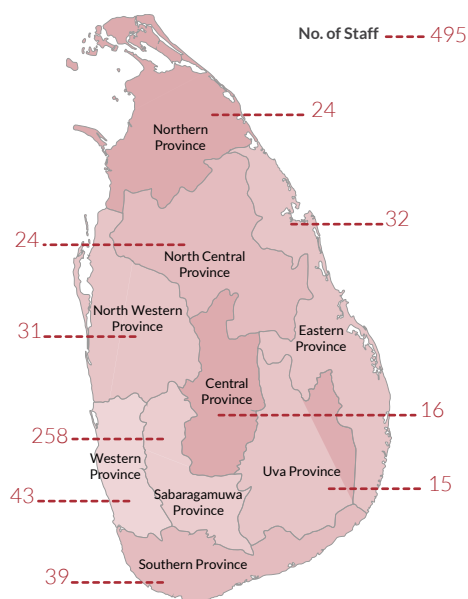 No. of Staff 495
24
Northern
Province
32
24
North Central
Province
North Western
Province
31
Eastern
Province
Central
Province
16
258
Western
Province
Uva Province
15
43
Sabaragamuwa
Province
Southern Province
39